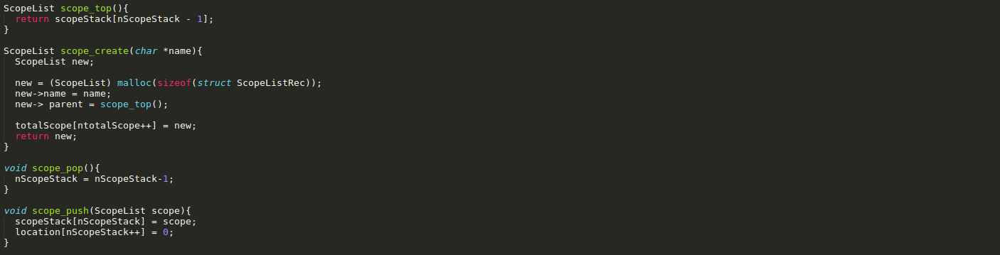 ScopeList scope_top(){
  return scopeStack[nScopeStack - 1];
}
ScopeList scope_create(char *name){
  ScopeList new;
  new = (ScopeList) malloc(sizeof(struct ScopeListRec));
  new->name = name;
  new-> parent = scope_top();
  totalScope[ntotalScope++] = new;
  return new;
}
void scope_pop(){
  nScopeStack = nScopeStack-1;
}
void scope_push(ScopeList scope){
  scopeStack[nScopeStack] = scope;
  location[nScopeStack++] = 0;
}